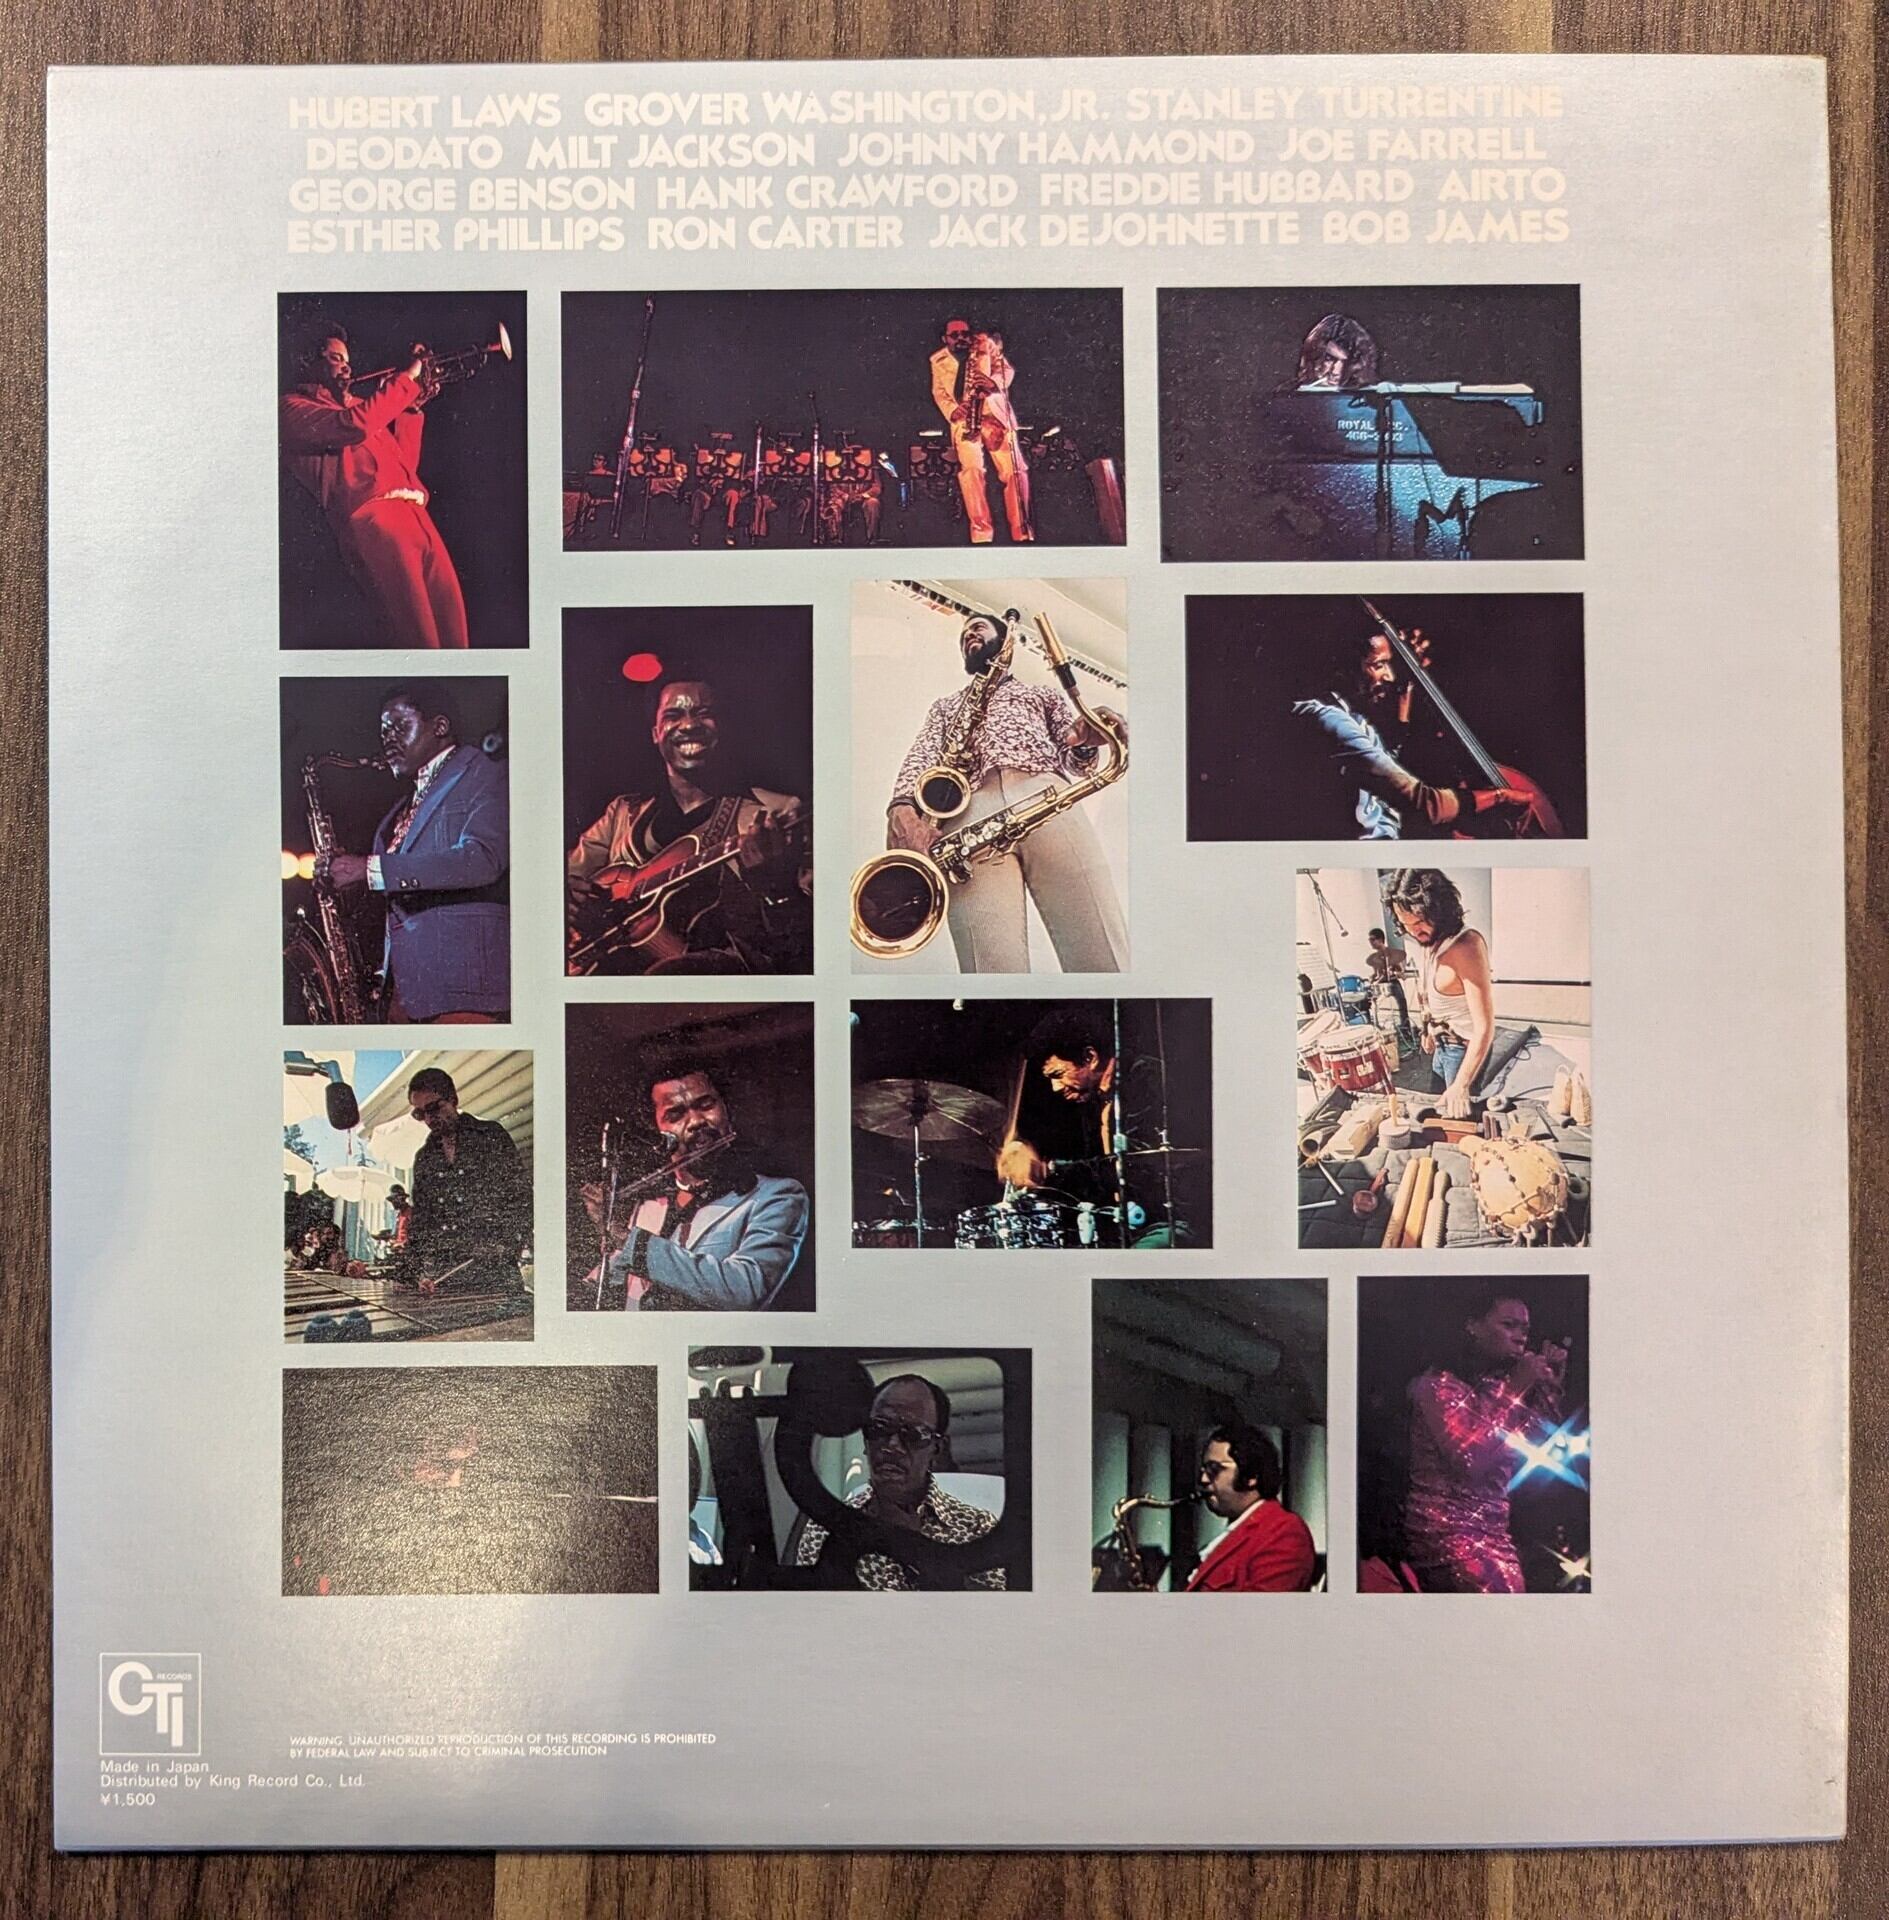 HUBERT LAWS GROVER WASHINGTON, JR. STANLEY TURRENTINE
DEODATO MILT JACKSON JOHNNY HAMMOND JOE FARRELL
GEORGE BENSON HANK CRAWFORD FREDDIE HUBBARD AIRTO
ESTHER PHILLIPS RON CARTER JACK DEJOHNETTE BOB JAMES
ROYAL
CTI RECORDS
WARNING. UNAUTHORIZED REPRODUCTION OF THIS RECORDING IS PROHIBITED
BY FEDERAL LAW AND SUBJECT TO CRIMINAL PROSECUTION
Made in Japan
Distributed by King Record Co., Ltd.
¥1,500